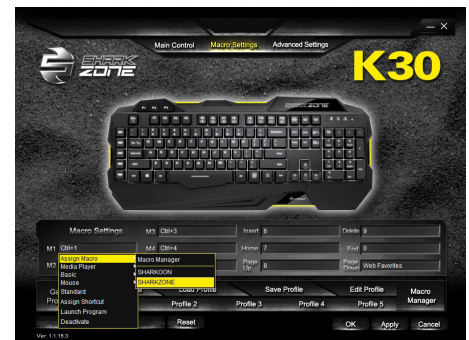 Main Control Macro Settings Advanced Settings
SHARK ZONE
K30
SHARK ZONE
Macro Settings M3 Ctrl+3 Insert 6 Delete 9
M1 Ctrl+1 M4 Ctrl+4 Home 7 End 0
M2 Page Up 8 Page Down Web Favorites
Assign Macro
Media Player
Basic
Mouse
Standard
Assign Shortcut
Launch Program
Deactivate
Macro Manager
SHARKOON
SHARKZONE
Load Profile Save Profile Edit Profile Macro Manager
Profile 2 Profile 3 Profile 4 Profile 5
Reset OK Apply Cancel
Ver: 1.1.15.3